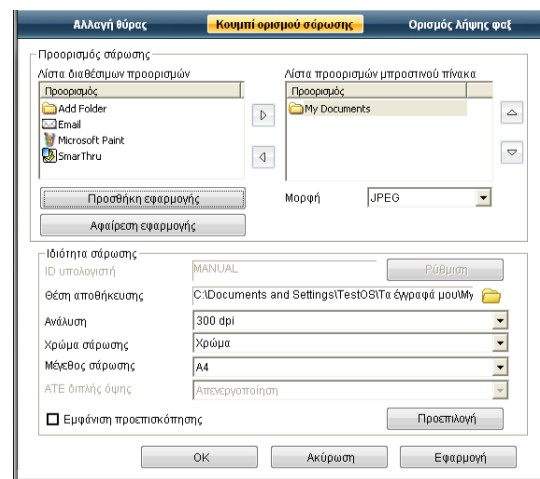 Αλλαγή θύρας Κουμπί ορισμού σάρωσης Ορισμός λήψης φαξ
Προορισμός σάρωσης
Λίστα διαθέσιμων προορισμών Λίστα προορισμών μπροστινού πίνακα
Προορισμός Προορισμός
Add Folder My Documents
Email
Microsoft Paint
SmarThru
Προσθήκη εφαρμογής Μορφή JPEG
Αφαίρεση εφαρμογής
Ιδιότητα σάρωσης
ID υπολογιστή MANUAL Ρύθμιση
Θέση αποθήκευσης C:\Documents and Settings\TestOS\Τα έγγραφά μου\My
Ανάλυση 300 dpi
Χρώμα σάρωσης Χρώμα
Μέγεθος σάρωσης A4
ATE διπλής όψης Απενεργοποίηση
Εμφάνιση προεπισκόπησης Προεπιλογή
OK Ακύρωση Εφαρμογή